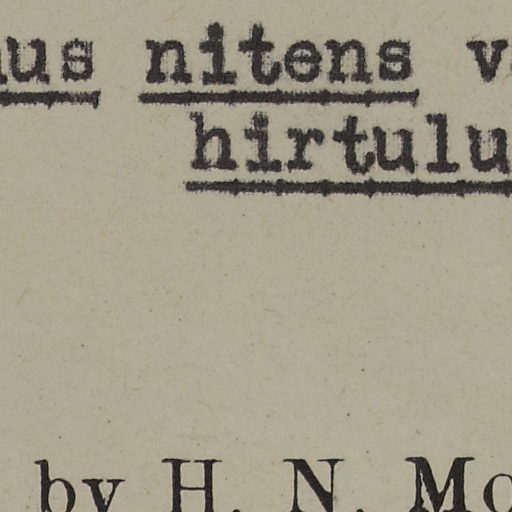 us nitens v
hirtulu
by H. N. Mo